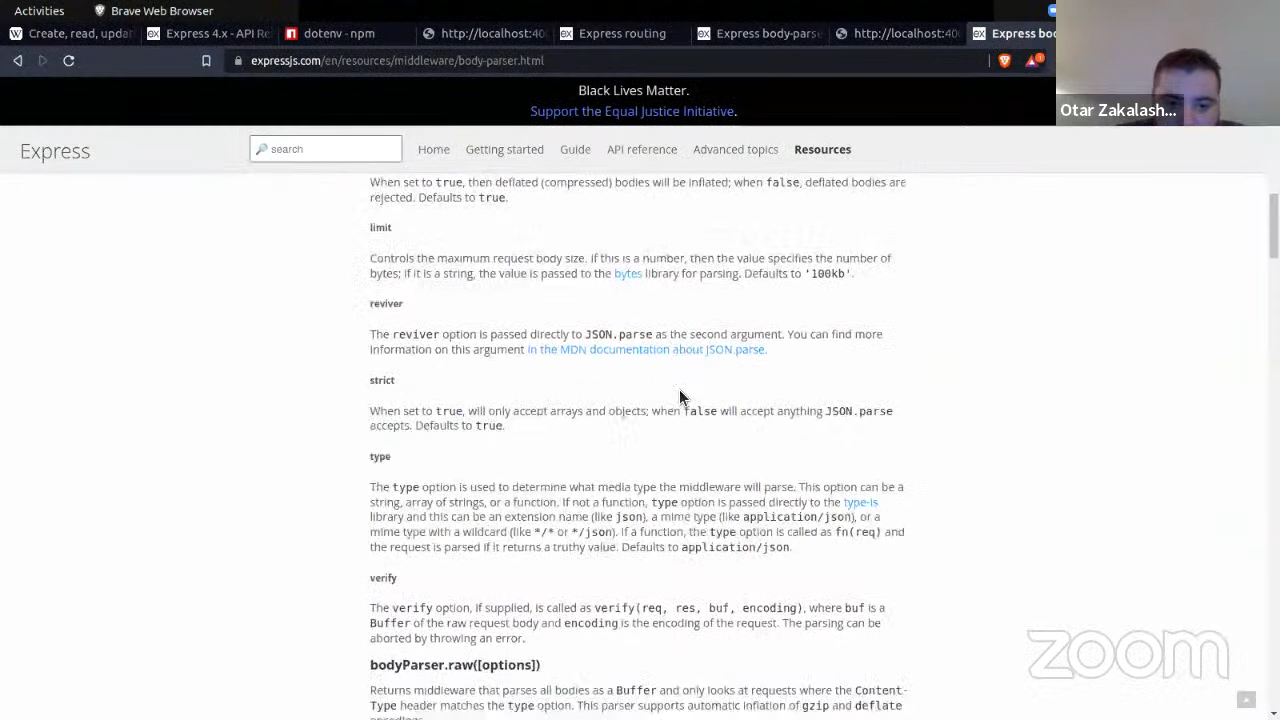 Activities
Brave Web Browser
Create, read, updat
Express 4.x - API Re
dotenv - npm
http://localhost:40
Express routing
Express body-parse
http://localhost:40
Express bo
expressjs.com/en/resources/middleware/body-parser.html
Black Lives Matter.
Support the Equal Justice Initiative.
Otar Zakalash...
Express
search
Home
Getting started
Guide
API reference
Advanced topics
Resources
When set to true, then deflated (compressed) bodies will be inflated; when false, deflated bodies are
rejected. Defaults to true.
limit
Controls the maximum request body size. If this is a number, then the value specifies the number of
bytes; if it is a string, the value is passed to the bytes library for parsing. Defaults to '100kb'.
reviver
The reviver option is passed directly to JSON.parse as the second argument. You can find more
information on this argument in the MDN documentation about JSON.parse.
strict
When set to true, will only accept arrays and objects; when false will accept anything JSON.parse
accepts. Defaults to true.
type
The type option is used to determine what media type the middleware will parse. This option can be a
string, array of strings, or a function. If not a function, type option is passed directly to the type-is
library and this can be an extension name (like json), a mime type (like application/json), or a
mime type with a wildcard (like */* or */json). If a function, the type option is called as fn(req) and
the request is parsed if it returns a truthy value. Defaults to application/json.
verify
The verify option, if supplied, is called as verify(req, res, buf, encoding), where buf is a
Buffer of the raw request body and encoding is the encoding of the request. The parsing can be
aborted by throwing an error.
bodyParser.raw([options])
Returns middleware that parses all bodies as a Buffer and only looks at requests where the Content-
Type header matches the type option. This parser supports automatic inflation of gzip and deflate
zoom